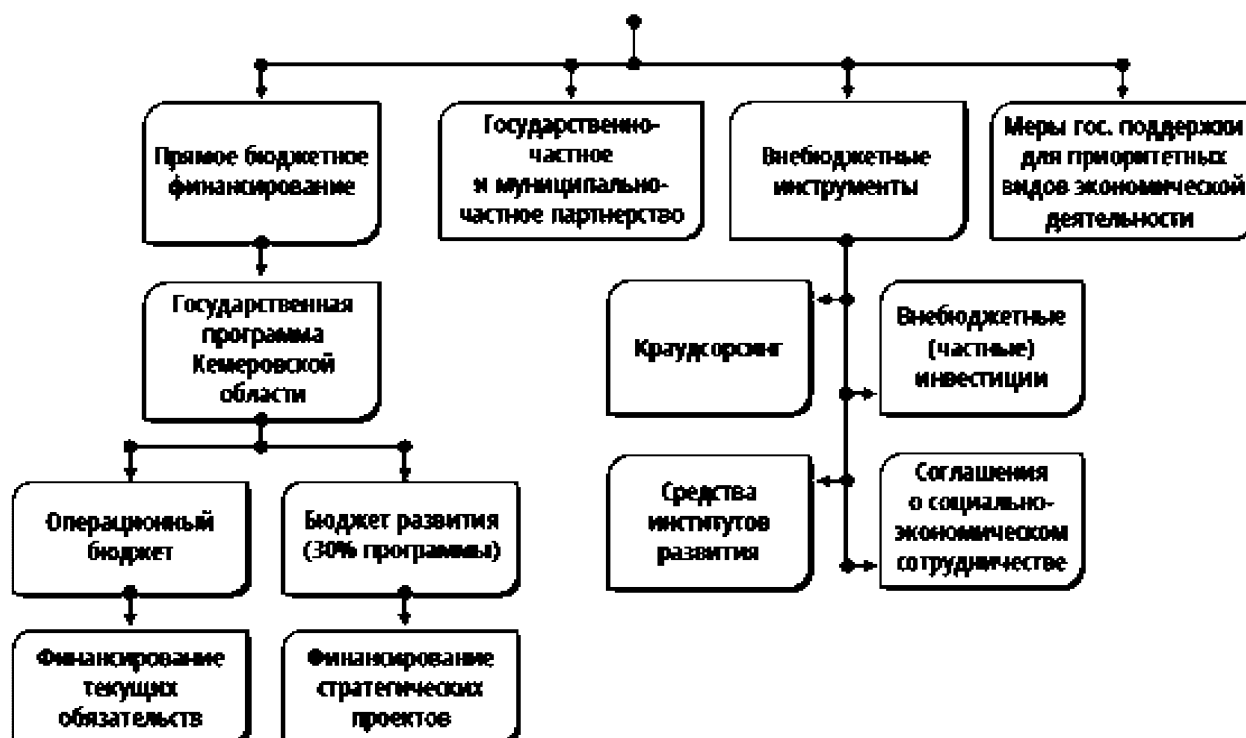 Прямое бюджетное
финансирование
Государственно-
частное
и муниципально-
частное партнерство
Внебюджетные
инструменты
Меры гос. поддержки
для приоритетных
видов экономической
деятельности
Государственная
программа
Кемеровской
области
Краудсорсинг
Внебюджетные
(частные)
инвестиции
Операционный
бюджет
Бюджет развития
(30% программы)
Средства
институтов
развития
Соглашения
о социально-
экономическом
сотрудничестве
Финансирование
текущих
обязательств
Финансирование
стратегических
проектов